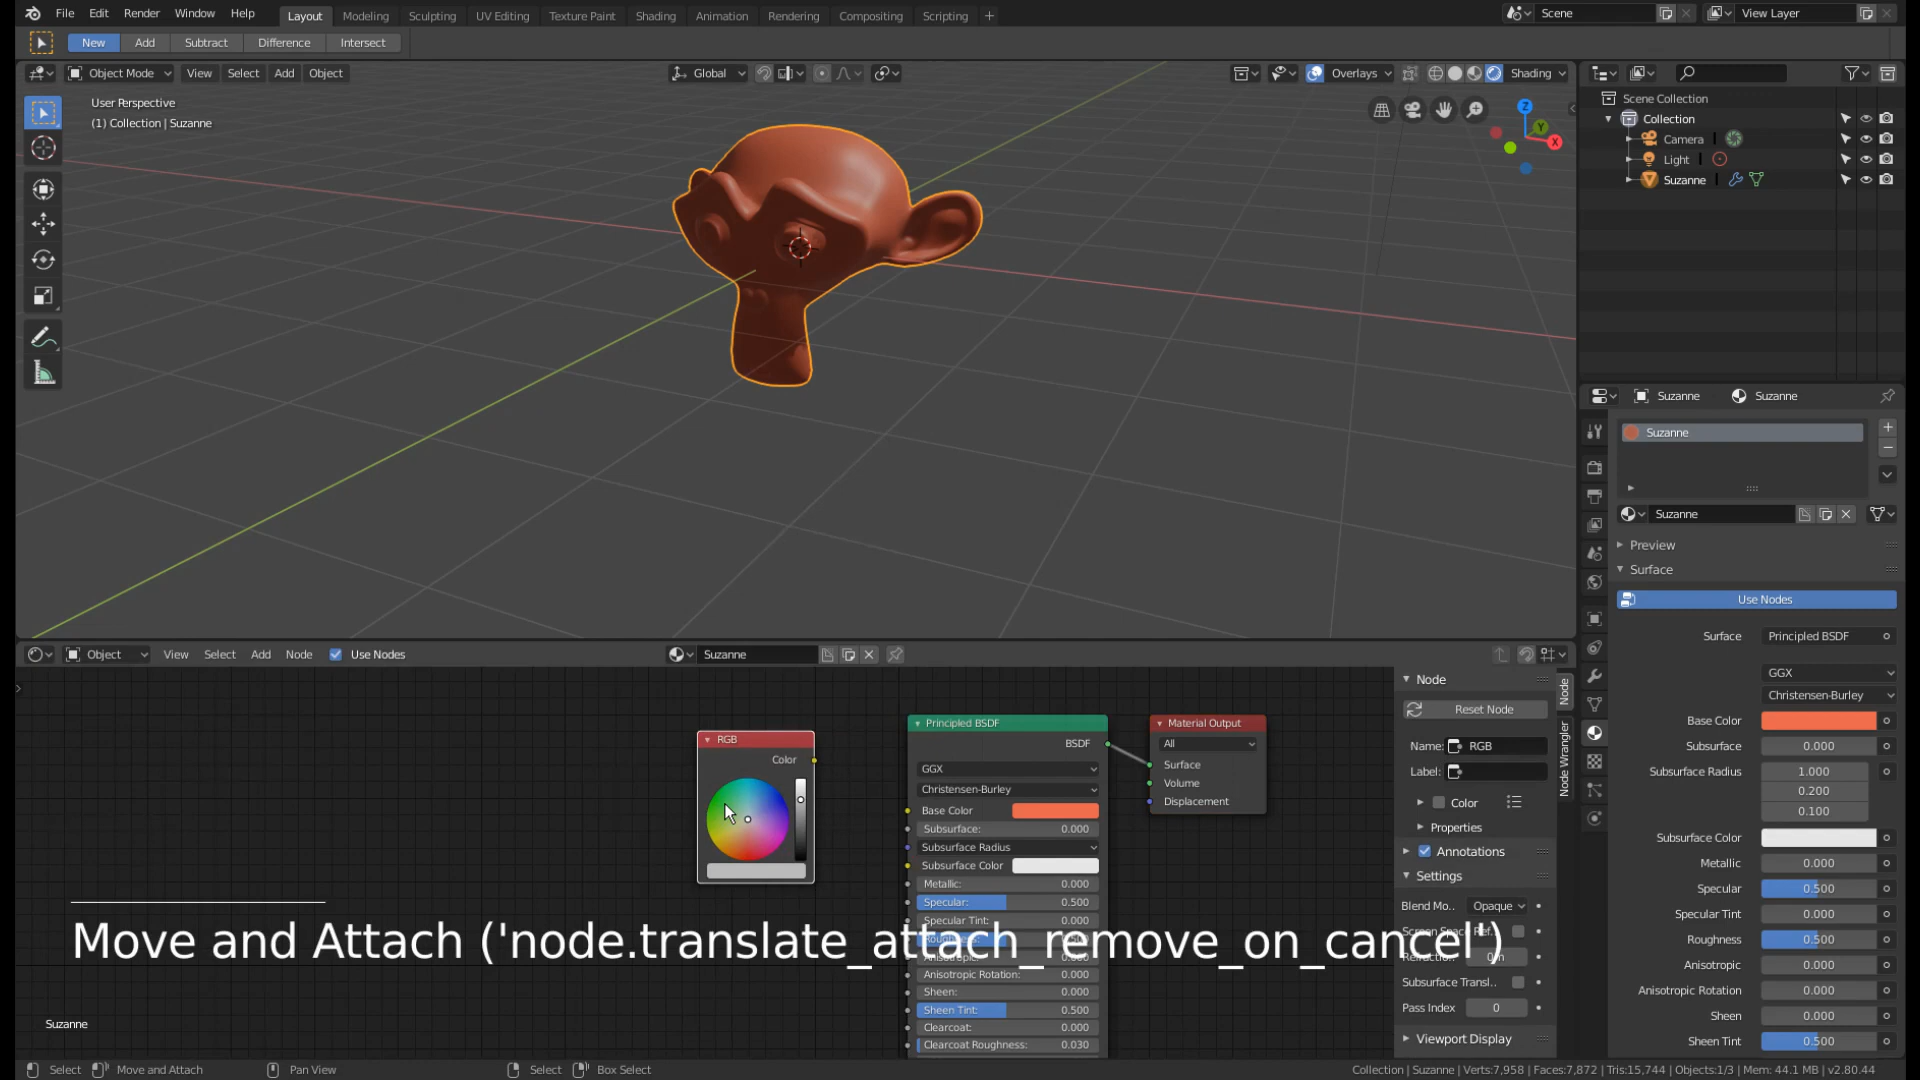 File Edit Render Window Help Layout Modeling Sculpting UV Editing Texture Paint Shading Animation Rendering Compositing Scripting + Scene View Layer
New Add Subtract Difference Intersect
Object Mode View Select Add Object Global Overlays Shading
User Perspective
(1) Collection | Suzanne
Z
Y
X
Scene Collection
Collection
Camera
Light
Suzanne
Suzanne Suzanne
Suzanne
Suzanne
Preview
Surface
Use Nodes
Surface Principled BSDF
GGX
Christensen-Burley
Base Color
Subsurface 0.000
Subsurface Radius 1.000
0.200
0.100
Subsurface Color
Metallic 0.000
Specular 0.500
Specular Tint 0.000
Roughness 0.500
Anisotropic 0.000
Anisotropic Rotation 0.000
Sheen 0.000
Sheen Tint 0.500
Object View Select Add Node Use Nodes Suzanne
RGB
Color
Principled BSDF
BSDF
GGX
Christensen-Burley
Base Color
Subsurface: 0.000
Subsurface Radius
Subsurface Color
Metallic: 0.000
Specular: 0.500
Specular Tint: 0.000
Anisotropic Rotation: 0.000
Sheen: 0.000
Sheen Tint: 0.500
Clearcoat: 0.000
Clearcoat Roughness: 0.030
Material Output
All
Surface
Volume
Displacement
Node
Reset Node
Name: RGB
Label:
Color
Properties
Annotations
Settings
Blend Mo.. Opaque
Subsurface Transl..
Pass Index 0
Viewport Display
Node
Node Wrangler
Move and Attach ('node.translate_attach_remove_on_cancel')
Suzanne
Select Move and Attach Pan View Select Box Select Collection | Suzanne | Verts:7,958 | Faces:7,872 | Tris:15,744 | Objects:1/3 | Mem: 44.1 MB | v2.80.44